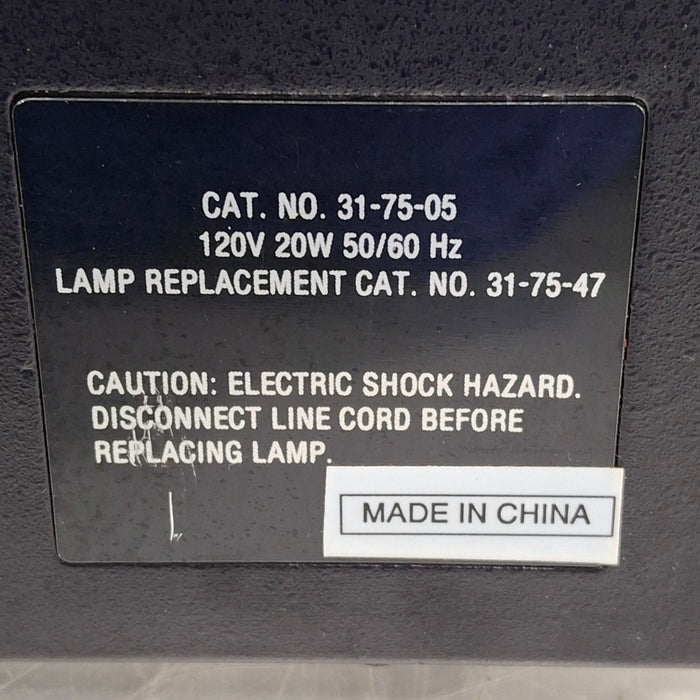 CAT. NO. 31-75-05
120V 20W 50/60 Hz
LAMP REPLACEMENT CAT. NO. 31-75-47
CAUTION: ELECTRIC SHOCK HAZARD.
DISCONNECT LINE CORD BEFORE
REPLACING LAMP.
MADE IN CHINA